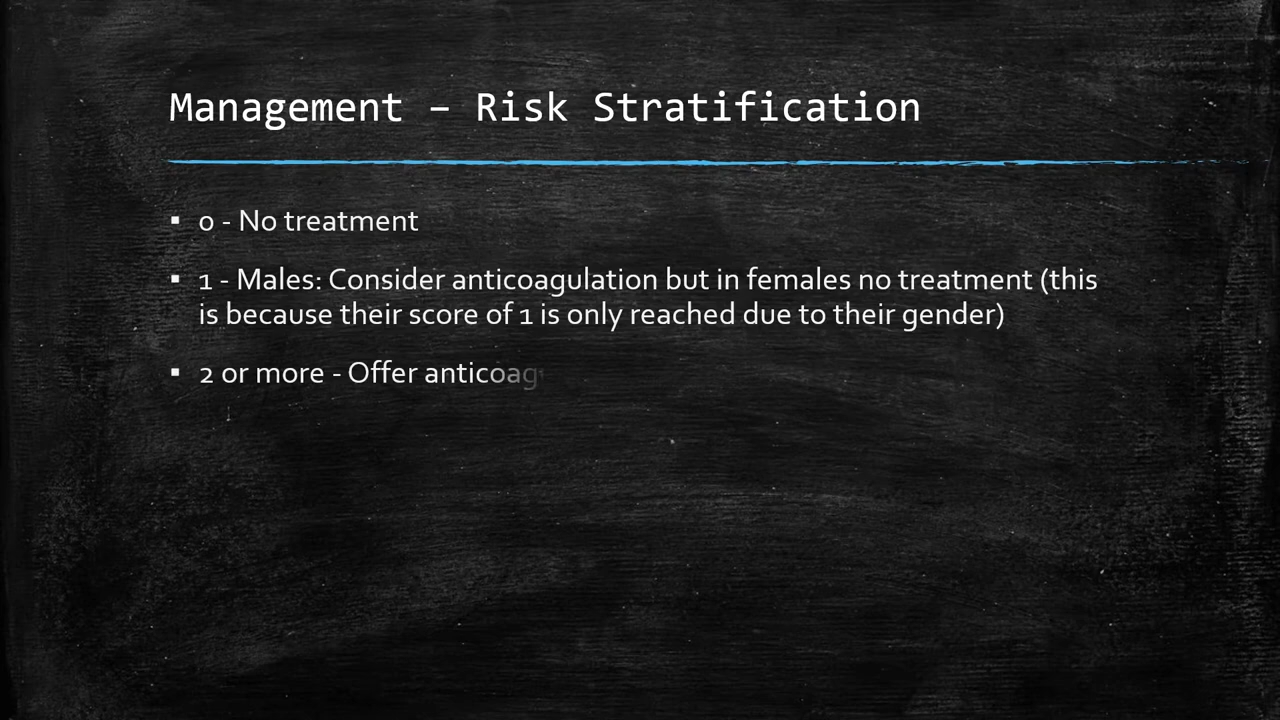 Management – Risk Stratification
▪ 0 - No treatment
▪ 1 - Males: Consider anticoagulation but in females no treatment (this
is because their score of 1 is only reached due to their gender)
▪ 2 or more - Offer